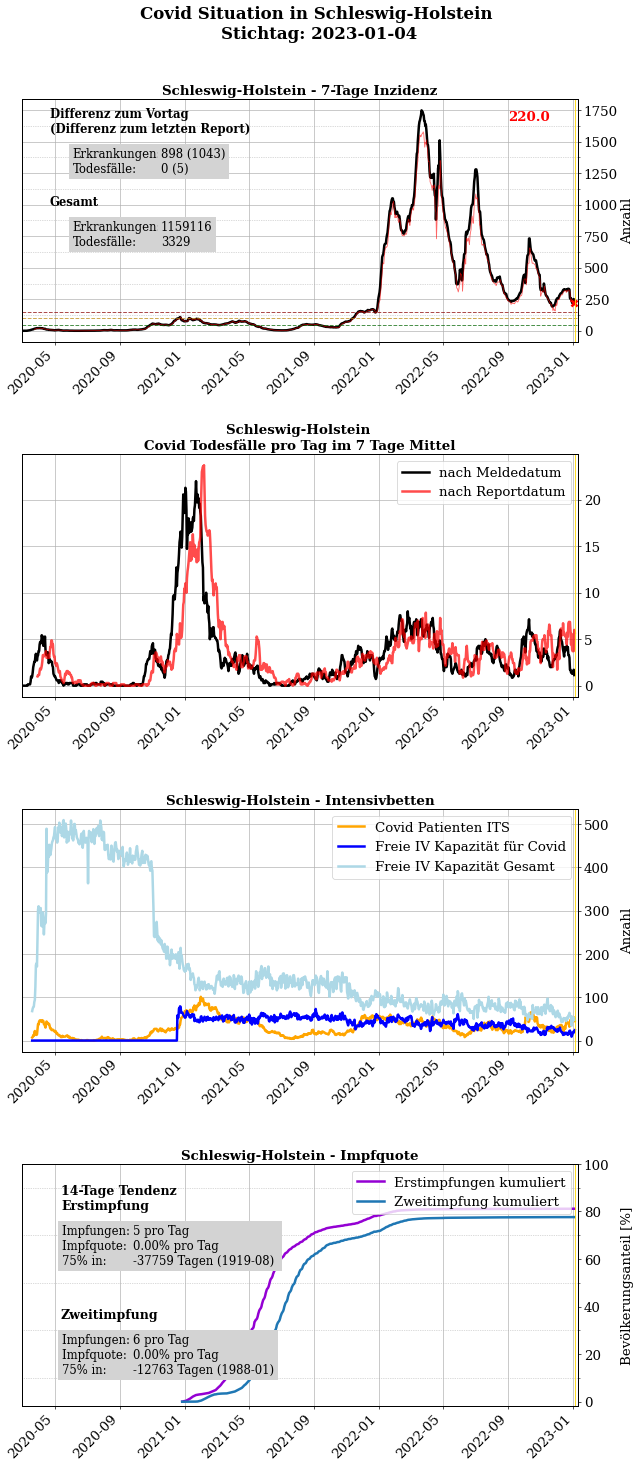 Covid Situation in Schleswig-Holstein
Stichtag: 2023-01-04
Schleswig-Holstein - 7-Tage Inzidenz
Differenz zum Vortag
(Differenz zum letzten Report)
Erkrankungen 898 (1043)
Todesfälle: 0 (5)
Gesamt
Erkrankungen 1159116
Todesfälle: 3329
220.0
1750
1500
1250
1000
750
500
250
0
Anzahl
2020-05
2020-09
2021-01
2021-05
2021-09
2022-01
2022-05
2022-09
2023-01
Schleswig-Holstein
Covid Todesfälle pro Tag im 7 Tage Mittel
nach Meldedatum
nach Reportdatum
20
15
10
5
0
2020-05
2020-09
2021-01
2021-05
2021-09
2022-01
2022-05
2022-09
2023-01
Schleswig-Holstein - Intensivbetten
Covid Patienten ITS
Freie IV Kapazität für Covid
Freie IV Kapazität Gesamt
500
400
300
200
100
0
Anzahl
2020-05
2020-09
2021-01
2021-05
2021-09
2022-01
2022-05
2022-09
2023-01
Schleswig-Holstein - Impfquote
14-Tage Tendenz
Erstimpfung
Impfungen: 5 pro Tag
Impfquote: 0.00% pro Tag
75% in: -37759 Tagen (1919-08)
Zweitimpfung
Impfungen: 6 pro Tag
Impfquote: 0.00% pro Tag
75% in: -12763 Tagen (1988-01)
Erstimpfungen kumuliert
Zweitimpfung kumuliert
100
80
60
40
20
0
Bevölkerungsanteil [%]
2020-05
2020-09
2021-01
2021-05
2021-09
2022-01
2022-05
2022-09
2023-01